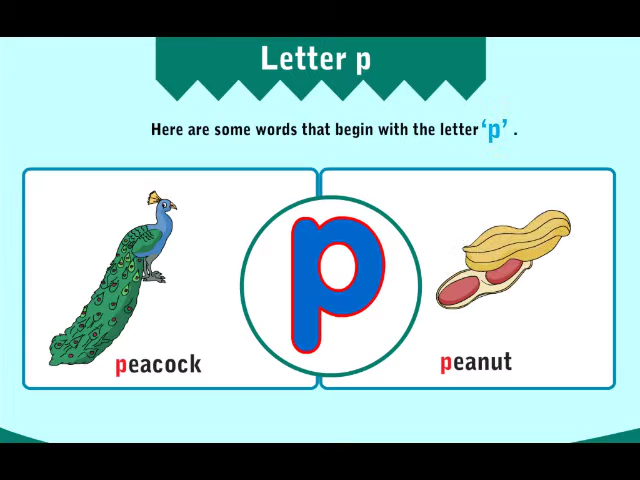 Letter p
Here are some words that begin with the letter ‘p’ .
p
peacock
peanut